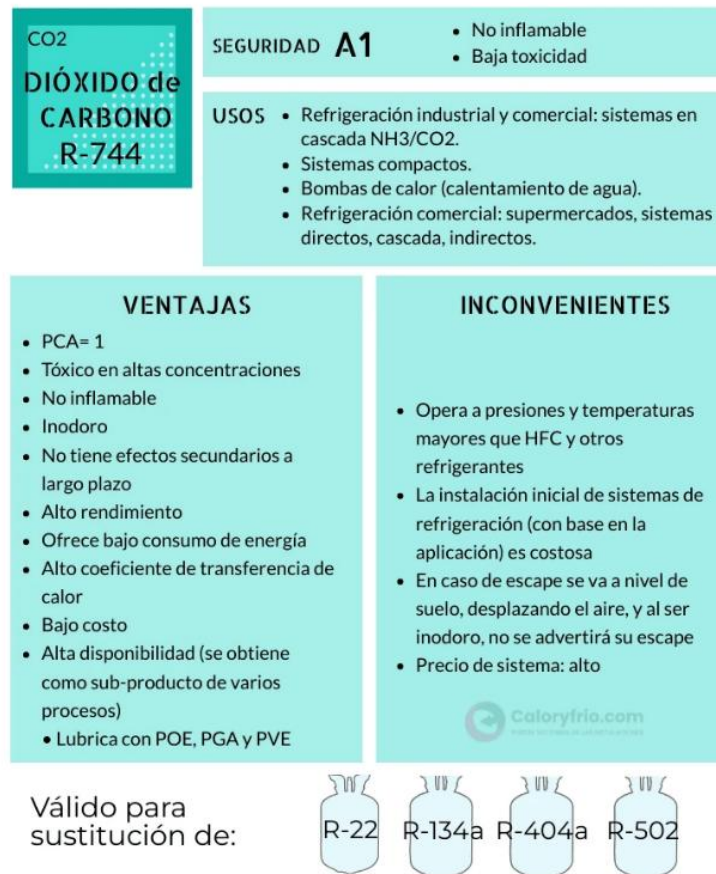 CO2
DIÓXIDO de
CARBONO
R-744
SEGURIDAD A1
• No inflamable
• Baja toxicidad
USOS
• Refrigeración industrial y comercial: sistemas en
cascada NH3/CO2.
• Sistemas compactos.
• Bombas de calor (calentamiento de agua).
• Refrigeración comercial: supermercados, sistemas
directos, cascada, indirectos.
VENTAJAS
• PCA= 1
• Tóxico en altas concentraciones
• No inflamable
• Inodoro
• No tiene efectos secundarios a
largo plazo
• Alto rendimiento
• Ofrece bajo consumo de energía
• Alto coeficiente de transferencia de
calor
• Bajo costo
• Alta disponibilidad (se obtiene
como sub-producto de varios
procesos)
• Lubrica con POE, PGA y PVE
INCONVENIENTES
• Opera a presiones y temperaturas
mayores que HFC y otros
refrigerantes
• La instalación inicial de sistemas de
refrigeración (con base en la
aplicación) es costosa
• En caso de escape se va a nivel de
suelo, desplazando el aire, y al ser
inodoro, no se advertirá su escape
• Precio de sistema: alto
Caloryfrio.com
Válido para
sustitución de:
R-22 R-134a R-404a R-502